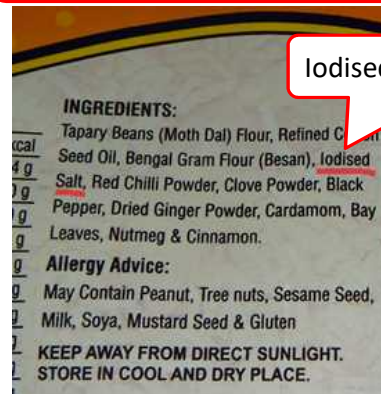 Iodised
INGREDIENTS:
Tapary Beans (Moth Dal) Flour, Refined
kcal
Seed Oil, Bengal Gram Flour (Besan), Iodised
4 g
Salt, Red Chilli Powder, Clove Powder, Black
g
Pepper, Dried Ginger Powder, Cardamom, Bay
g
Leaves, Nutmeg & Cinnamon.
g
Allergy Advice:
g
May Contain Peanut, Tree nuts, Sesame Seed,
Milk, Soya, Mustard Seed & Gluten
KEEP AWAY FROM DIRECT SUNLIGHT.
STORE IN COOL AND DRY PLACE.